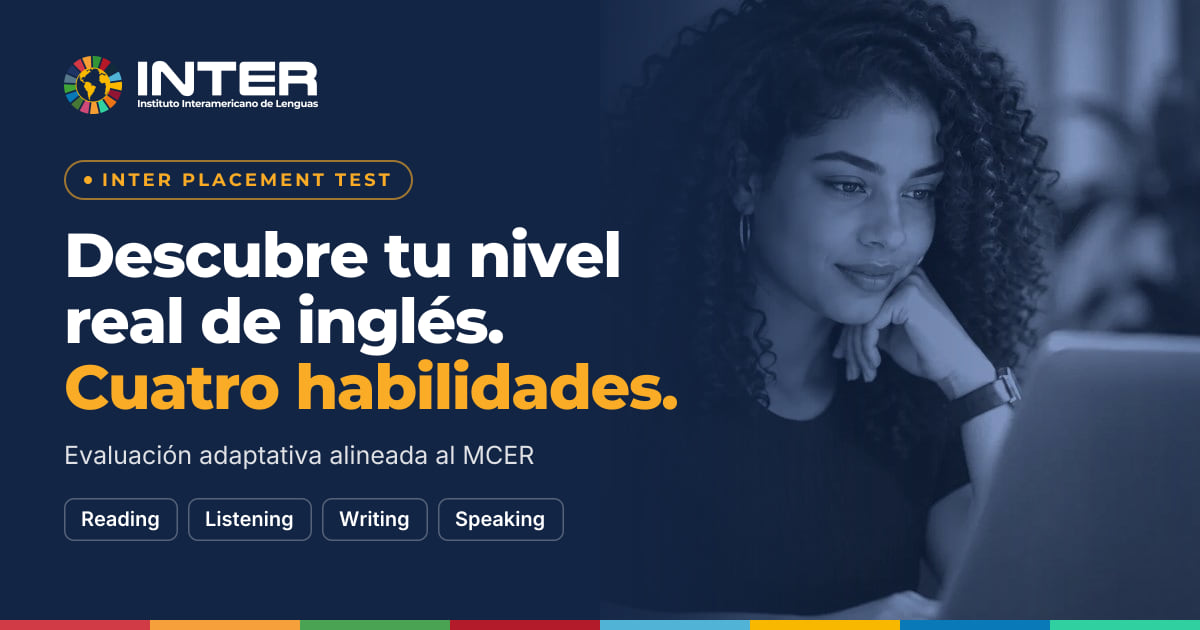 INTER
Instituto Interamericano de Lenguas
• INTER PLACEMENT TEST
Descubre tu nivel
real de inglés.
Cuatro habilidades.
Evaluación adaptativa alineada al MCER
Reading Listening Writing Speaking